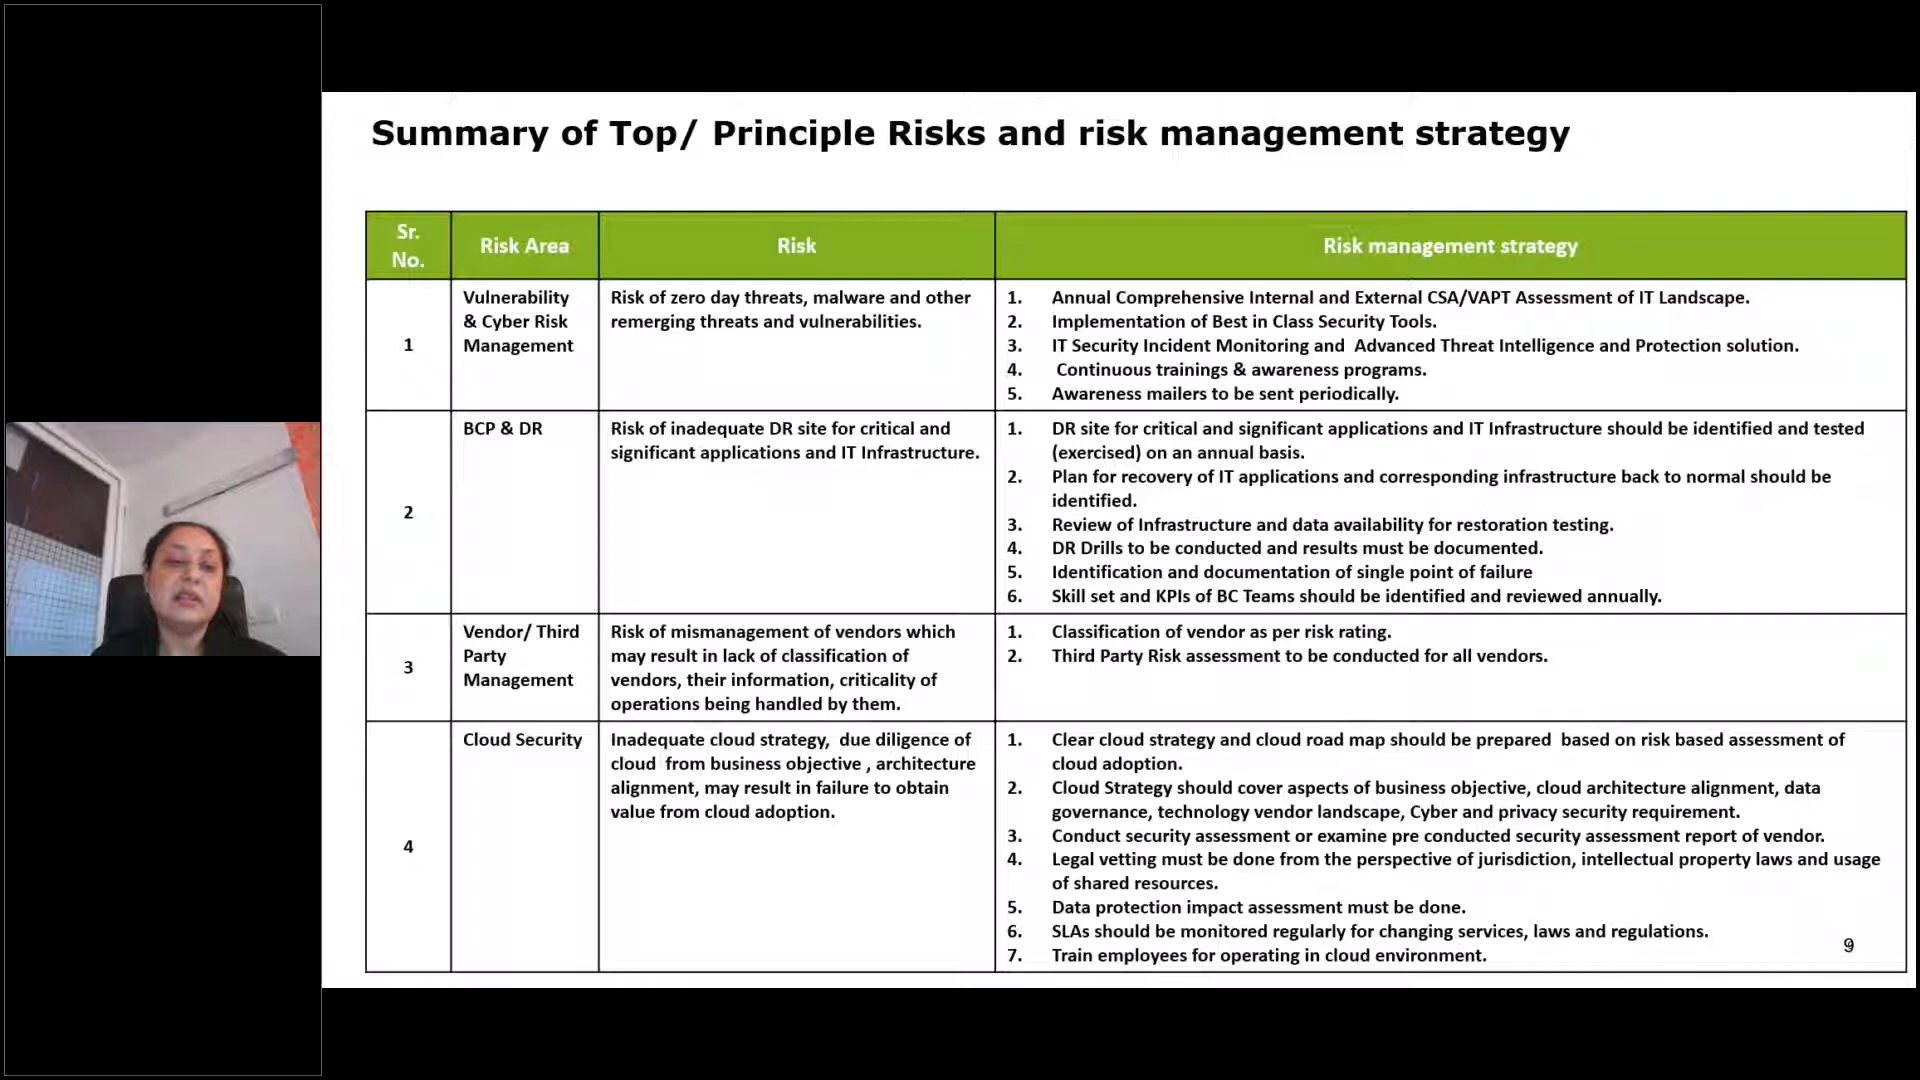 Summary of Top/ Principle Risks and risk management strategy
Sr.
No.
Risk Area
Risk
Risk management strategy
1
Vulnerability
& Cyber Risk
Management
Risk of zero day threats, malware and other
remerging threats and vulnerabilities.
1. Annual Comprehensive Internal and External CSA/VAPT Assessment of IT Landscape.
2. Implementation of Best in Class Security Tools.
3. IT Security Incident Monitoring and Advanced Threat Intelligence and Protection solution.
4. Continuous trainings & awareness programs.
5. Awareness mailers to be sent periodically.
2
BCP & DR
Risk of inadequate DR site for critical and
significant applications and IT Infrastructure.
1. DR site for critical and significant applications and IT Infrastructure should be identified and tested
(exercised) on an annual basis.
2. Plan for recovery of IT applications and corresponding infrastructure back to normal should be
identified.
3. Review of Infrastructure and data availability for restoration testing.
4. DR Drills to be conducted and results must be documented.
5. Identification and documentation of single point of failure
6. Skill set and KPIs of BC Teams should be identified and reviewed annually.
3
Vendor/ Third
Party
Management
Risk of mismanagement of vendors which
may result in lack of classification of
vendors, their information, criticality of
operations being handled by them.
1. Classification of vendor as per risk rating.
2. Third Party Risk assessment to be conducted for all vendors.
4
Cloud Security
Inadequate cloud strategy, due diligence of
cloud from business objective , architecture
alignment, may result in failure to obtain
value from cloud adoption.
1. Clear cloud strategy and cloud road map should be prepared based on risk based assessment of
cloud adoption.
2. Cloud Strategy should cover aspects of business objective, cloud architecture alignment, data
governance, technology vendor landscape, Cyber and privacy security requirement.
3. Conduct security assessment or examine pre conducted security assessment report of vendor.
4. Legal vetting must be done from the perspective of jurisdiction, intellectual property laws and usage
of shared resources.
5. Data protection impact assessment must be done.
6. SLAs should be monitored regularly for changing services, laws and regulations.
7. Train employees for operating in cloud environment.
9